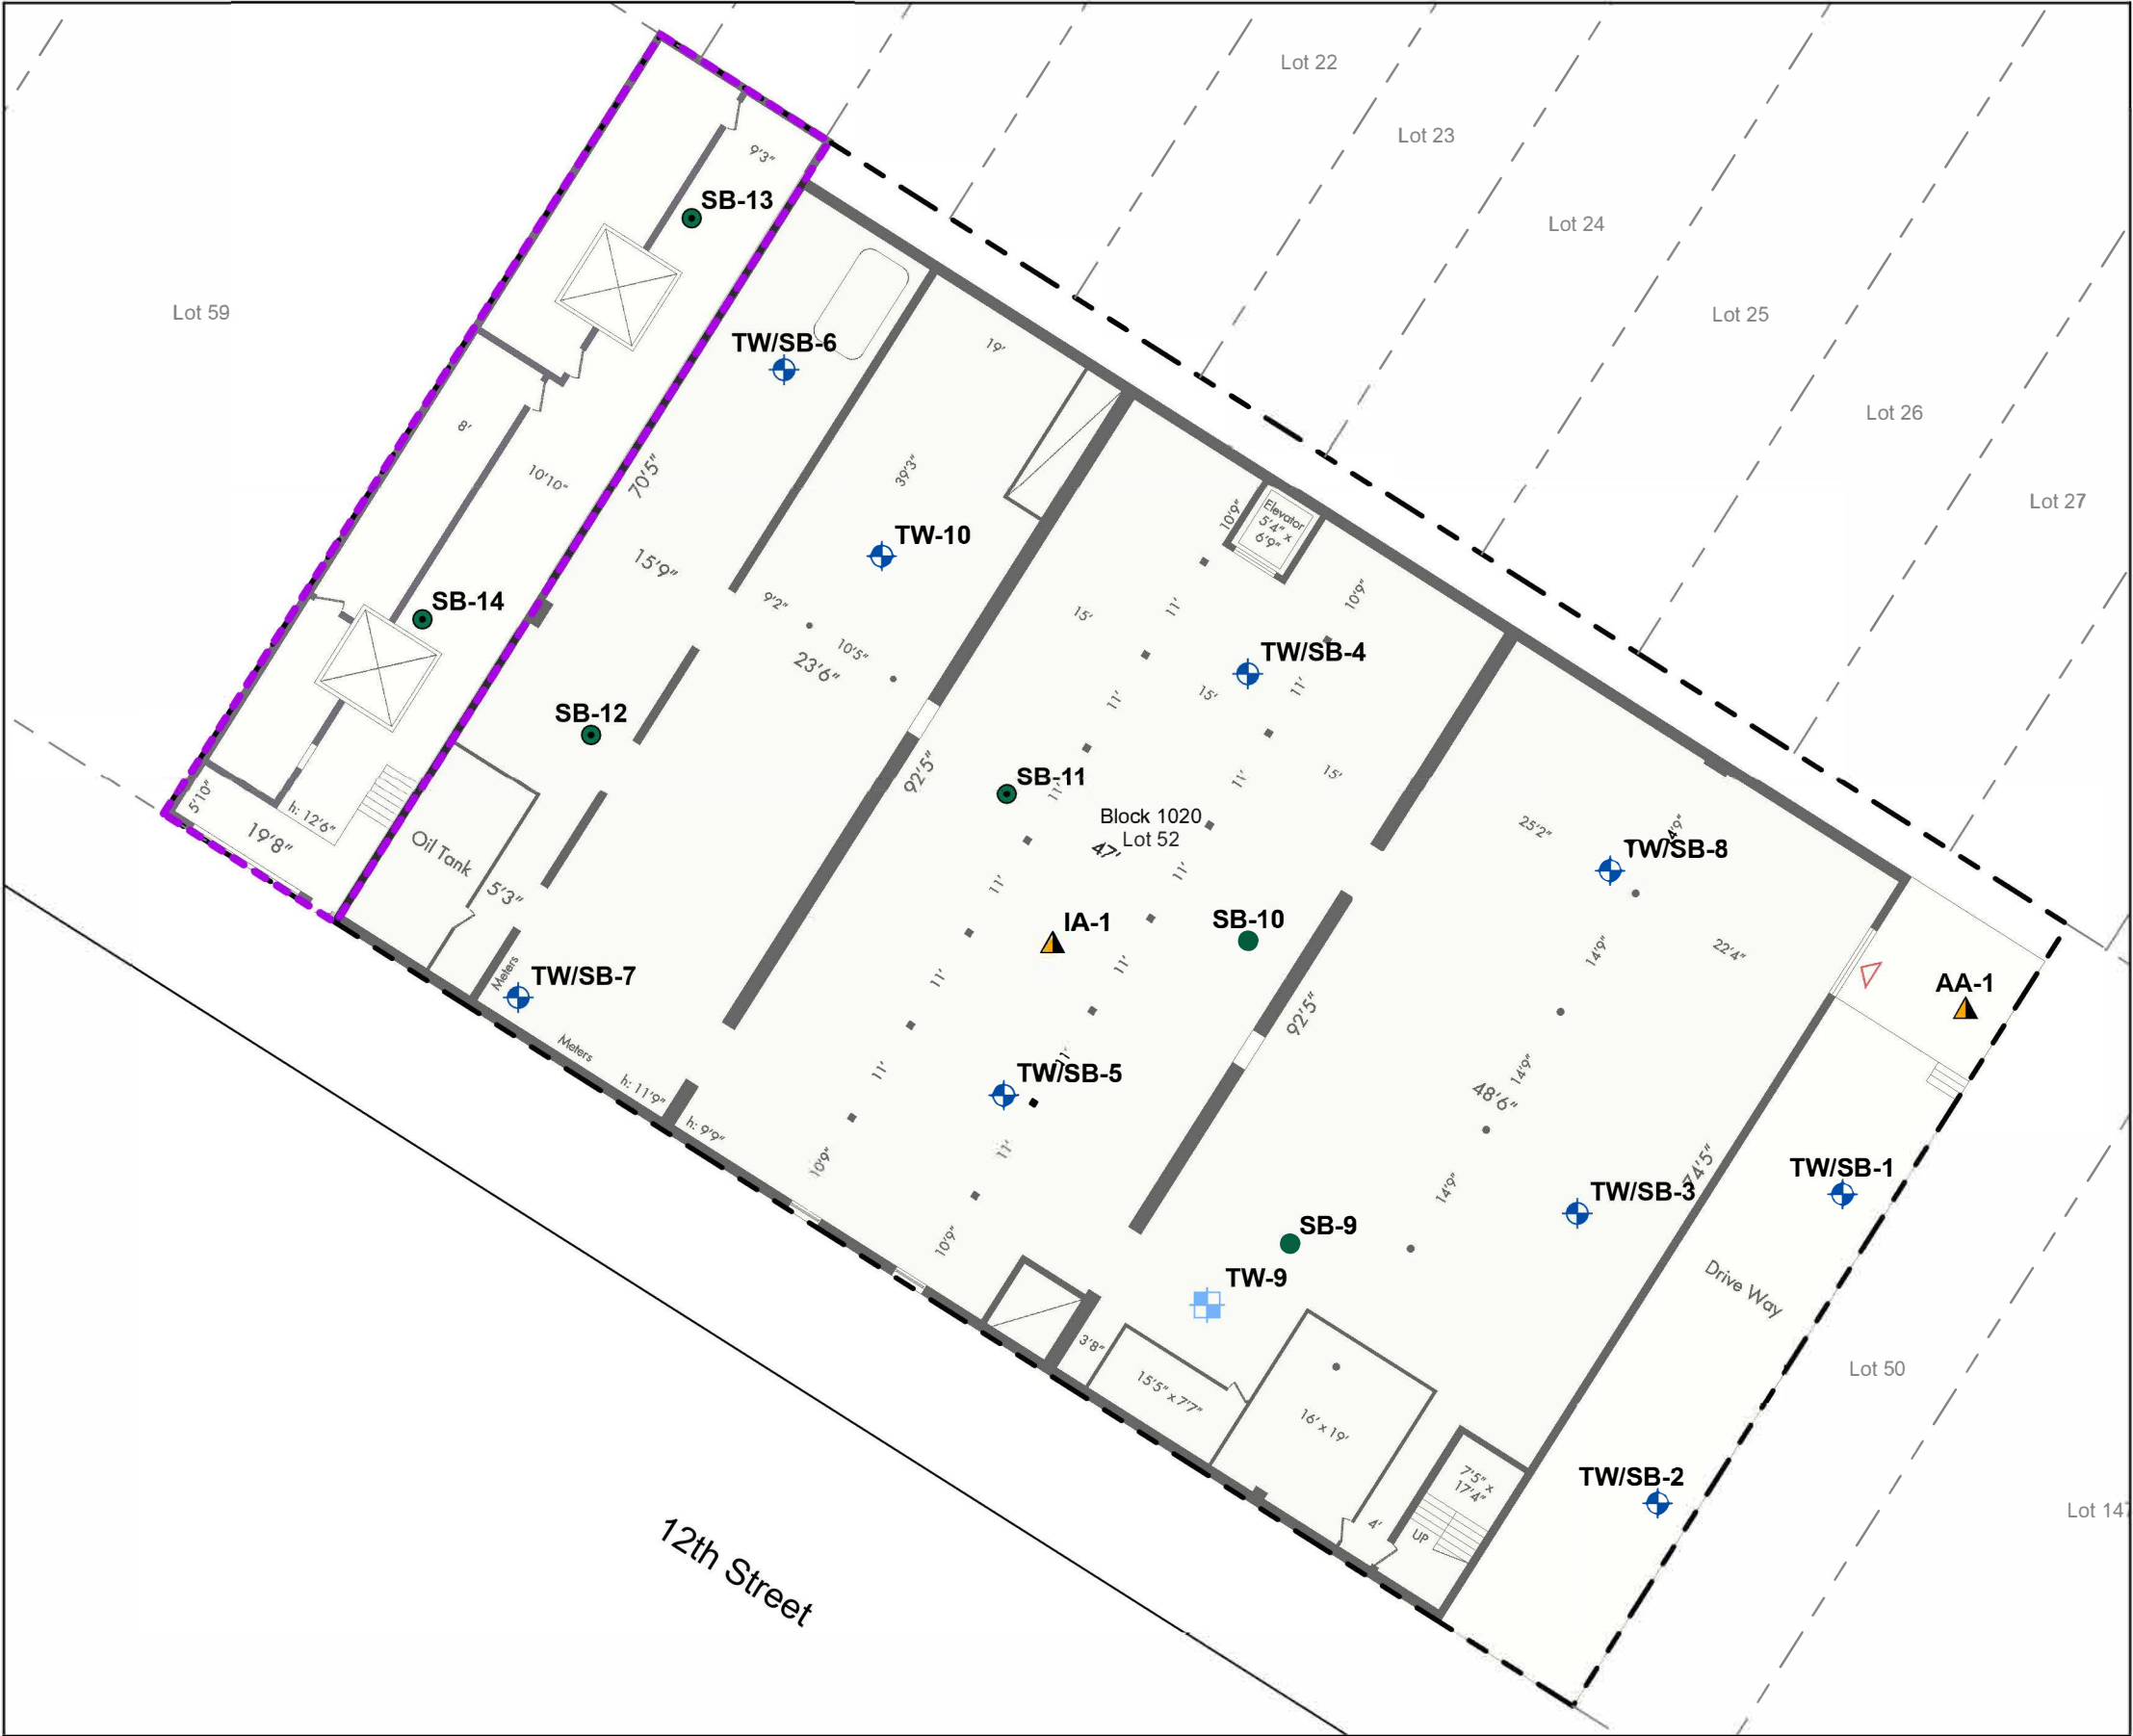 Lot 22
Lot 23
Lot 24
Lot 25
Lot 26
Lot 27
Lot 59
9'3"
SB-13
TW/SB-6
19'
8'
10'10"
70'5"
39'3"
TW-10
15'9"
9'2"
10'5"
23'6"
SB-14
SB-12
10'9"
Elevator
5'4" x
6'9"
10'9"
15'
11'
TW/SB-4
15'
11'
11'
15'
11'
92'5"
SB-11
11'
Block 1020
Lot 52
47'
11'
11'
IA-1
SB-10
11'
11'
11'
TW/SB-5
11'
11'
10'9"
10'9"
92'5"
5'10"
h: 12'6"
19'8"
Oil Tank
5'3"
Meters
TW/SB-7
Meters
h: 11'9"
h: 9'9"
25'2"
TW/SB-8
14'9"
22'4"
14'9"
48'6"
14'9"
TW/SB-3
74'5"
AA-1
TW/SB-1
SB-9
TW-9
Drive Way
3'8"
15'5" x 7'7"
16' x 19'
7'5" x
17'4"
4'
UP
TW/SB-2
Lot 50
Lot 147
12th Street